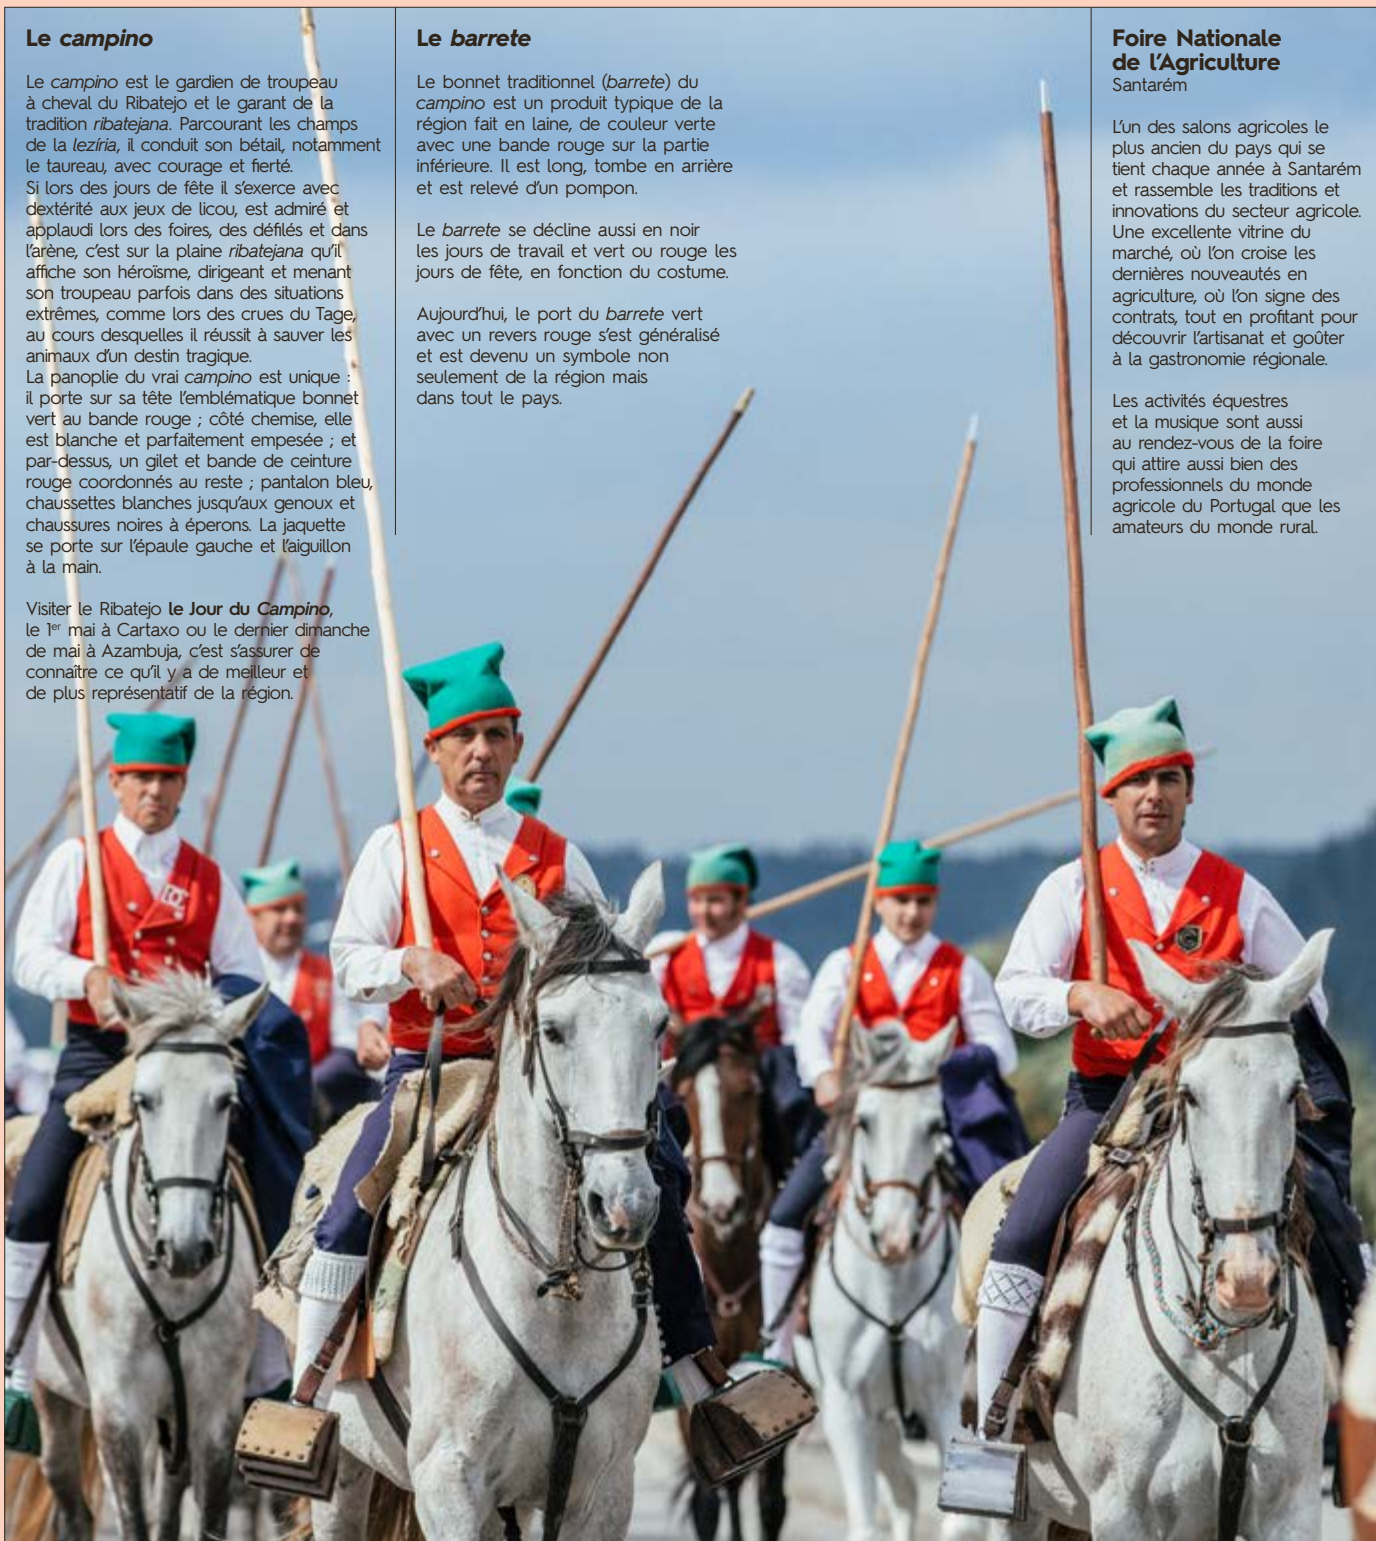 Le campino
Le campino est le gardien de troupeau
à cheval du Ribatejo et le garant de la
tradition ribatejana. Parcourant les champs
de la lezíria, il conduit son bétail, notamment
le taureau, avec courage et fierté.
Si lors des jours de fête il s’exerce avec
dextérité aux jeux de licou, est admiré et
applaudi lors des foires, des défilés et dans
l’arène, c’est sur la plaine ribatejana qu’il
affiche son héroïsme, dirigeant et menant
son troupeau parfois dans des situations
extrêmes, comme lors des crues du Tage,
au cours desquelles il réussit à sauver les
animaux d’un destin tragique.
La panoplie du vrai campino est unique :
il porte sur sa tête l’emblématique bonnet
vert au bande rouge ; côté chemise, elle
est blanche et parfaitement empesée ; et
par-dessus, un gilet et bande de ceinture
rouge coordonnés au reste ; pantalon bleu,
chaussettes blanches jusqu’aux genoux et
chaussures noires à éperons. La jaquette
se porte sur l’épaule gauche et l’aiguillon
à la main.
Visiter le Ribatejo le Jour du Campino,
le 1er mai à Cartaxo ou le dernier dimanche
de mai à Azambuja, c’est s’assurer de
connaître ce qu’il y a de meilleur et
de plus représentatif de la région.
Le barrete
Le bonnet traditionnel (barrete) du
campino est un produit typique de la
région fait en laine, de couleur verte
avec une bande rouge sur la partie
inférieure. Il est long, tombe en arrière
et est relevé d’un pompon.
Le barrete se décline aussi en noir
les jours de travail et vert ou rouge les
jours de fête, en fonction du costume.
Aujourd’hui, le port du barrete vert
avec un revers rouge s’est généralisé
et est devenu un symbole non
seulement de la région mais
dans tout le pays.
Foire Nationale
de l’Agriculture
Santarém
L’un des salons agricoles le
plus ancien du pays qui se
tient chaque année à Santarém
et rassemble les traditions et
innovations du secteur agricole.
Une excellente vitrine du
marché, où l’on croise les
dernières nouveautés en
agriculture, où l’on signe des
contrats, tout en profitant pour
découvrir l’artisanat et goûter
à la gastronomie régionale.
Les activités équestres
et la musique sont aussi
au rendez-vous de la foire
qui attire aussi bien des
professionnels du monde
agricole du Portugal que les
amateurs du monde rural.